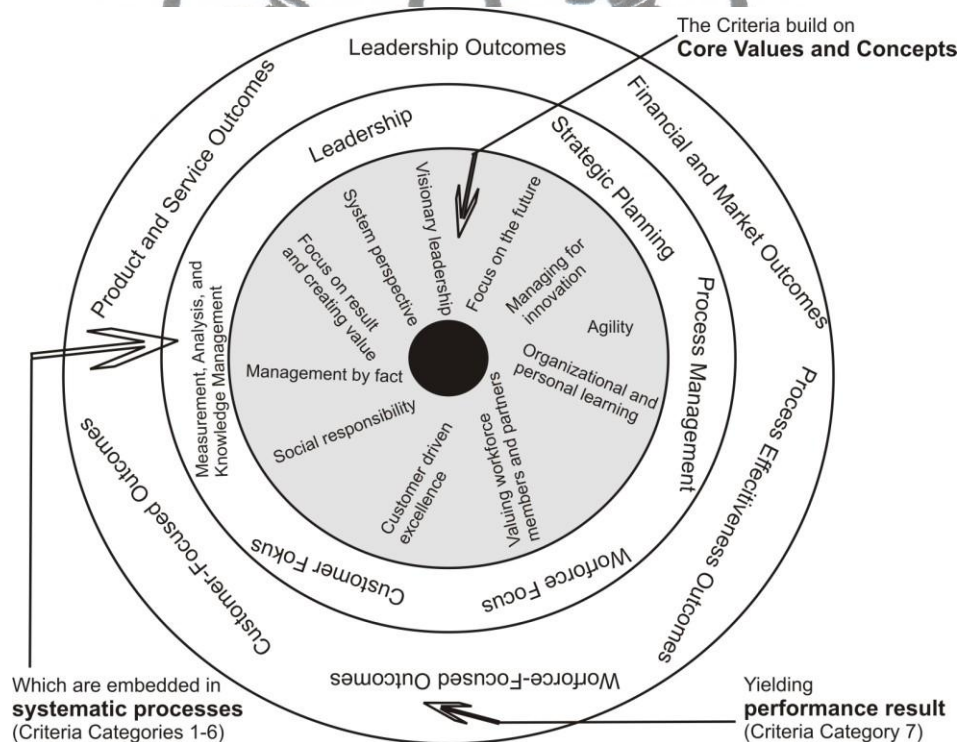 The Criteria build on
Core Values and Concepts
Leadership Outcomes
Financial and Market Outcomes
Process Effecitiveness Outcomes
Worforce-Focused Outcomes
Customer-Focused Outcomes
Product and Service Outcomes
Leadership
Strategic Planning
Process Management
Worforce Focus
Customer Fokus
Measurement, Analysis, and
Knowledge Management
Visionary leadership
Focus on the future
Managing for
innovation
Agility
Organizational and
personal learning
Valuing workforce
members and partners
Customer driven
excellence
Social responsibility
Management by fact
Focus on result
and creating value
System perspective
Which are embedded in
systematic processes
(Criteria Categories 1-6)
Yielding
performance result
(Criteria Category 7)